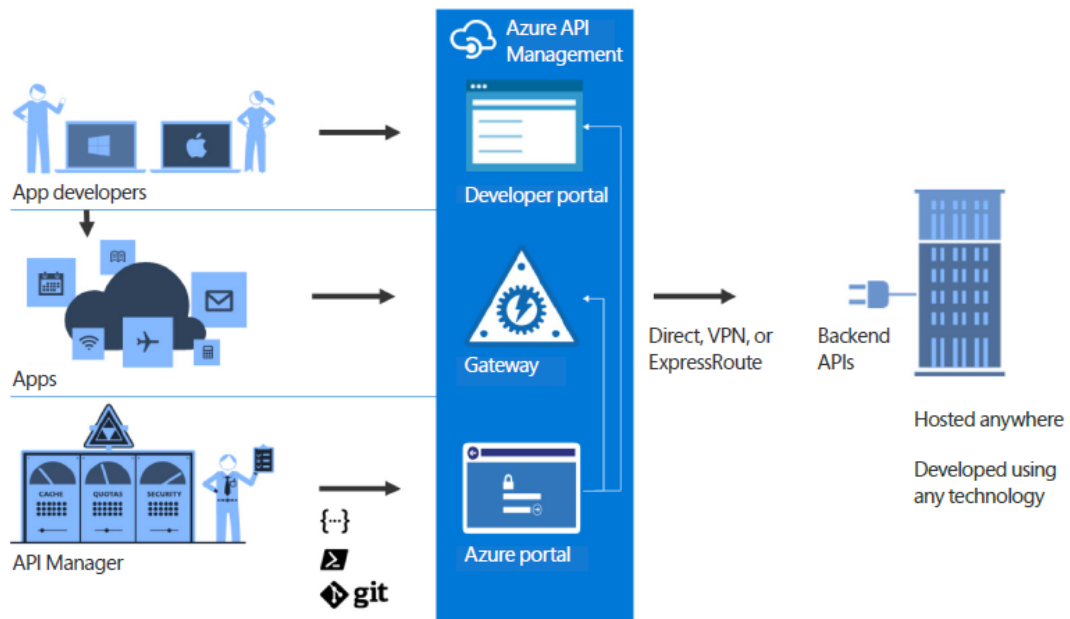 Azure API
Management
App developers
Developer portal
Apps
Gateway
Direct, VPN, or
ExpressRoute
Backend
APIs
Hosted anywhere
Developed using
any technology
CACHE
QUOTAS
SECURITY
API Manager
{···}
git
Azure portal